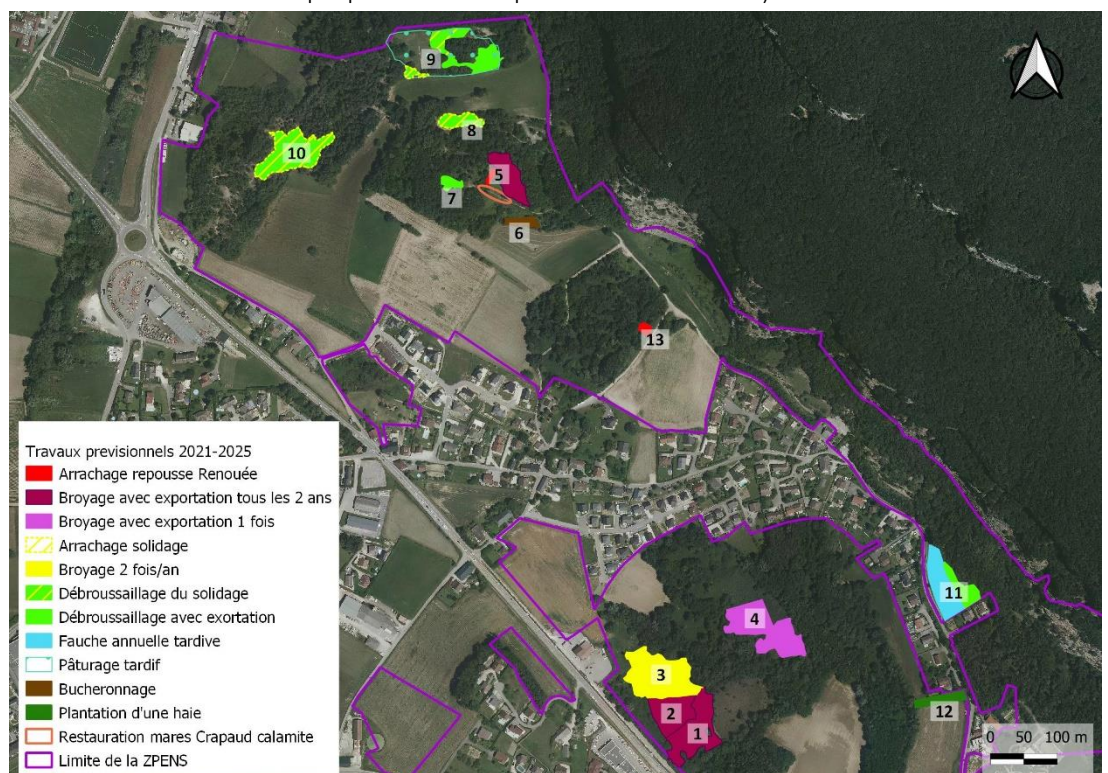 9
8
10
5
7
6
13
11
4
3
2
1
12
Travaux previsionnels 2021-2025
Arrachage repousse Renouée
Broyage avec exportation tous les 2 ans
Broyage avec exportation 1 fois
Arrachage solidage
Broyage 2 fois/an
Débroussaillage du solidage
Débroussaillage avec exortation
Fauche annuelle tardive
Pâturage tardif
Bucheronnage
Plantation d'une haie
Restauration mares Crapaud calamite
Limite de la ZPENS
0 50 100 m